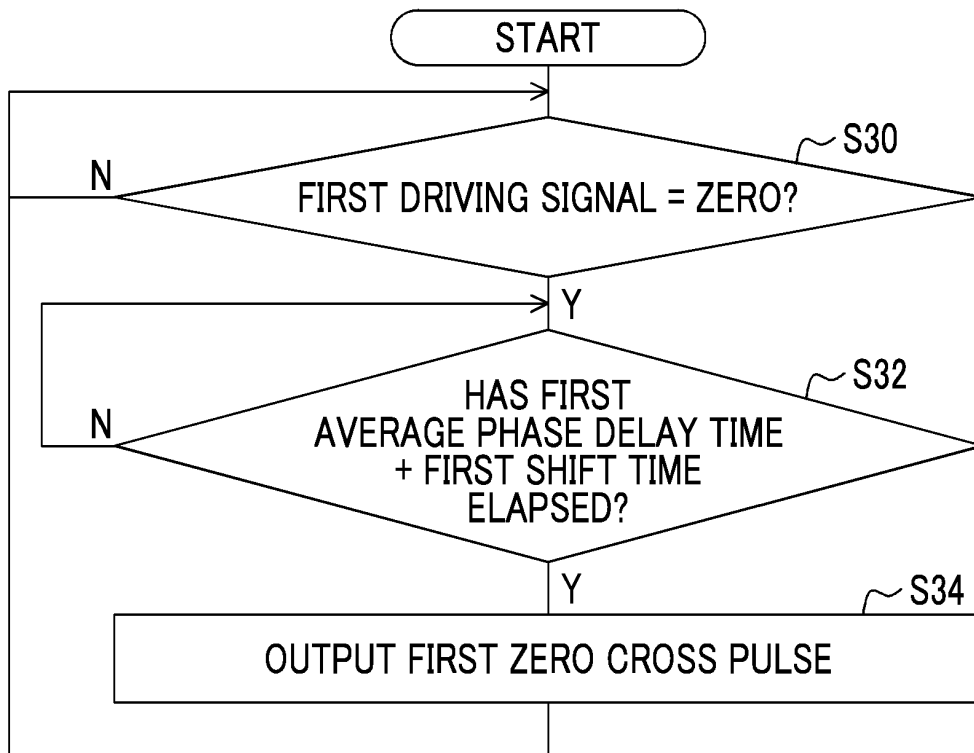 START
S30
N
FIRST DRIVING SIGNAL = ZERO?
Y
S32
HAS FIRST
AVERAGE PHASE DELAY TIME
+ FIRST SHIFT TIME
ELAPSED?
N
Y
S34
OUTPUT FIRST ZERO CROSS PULSE